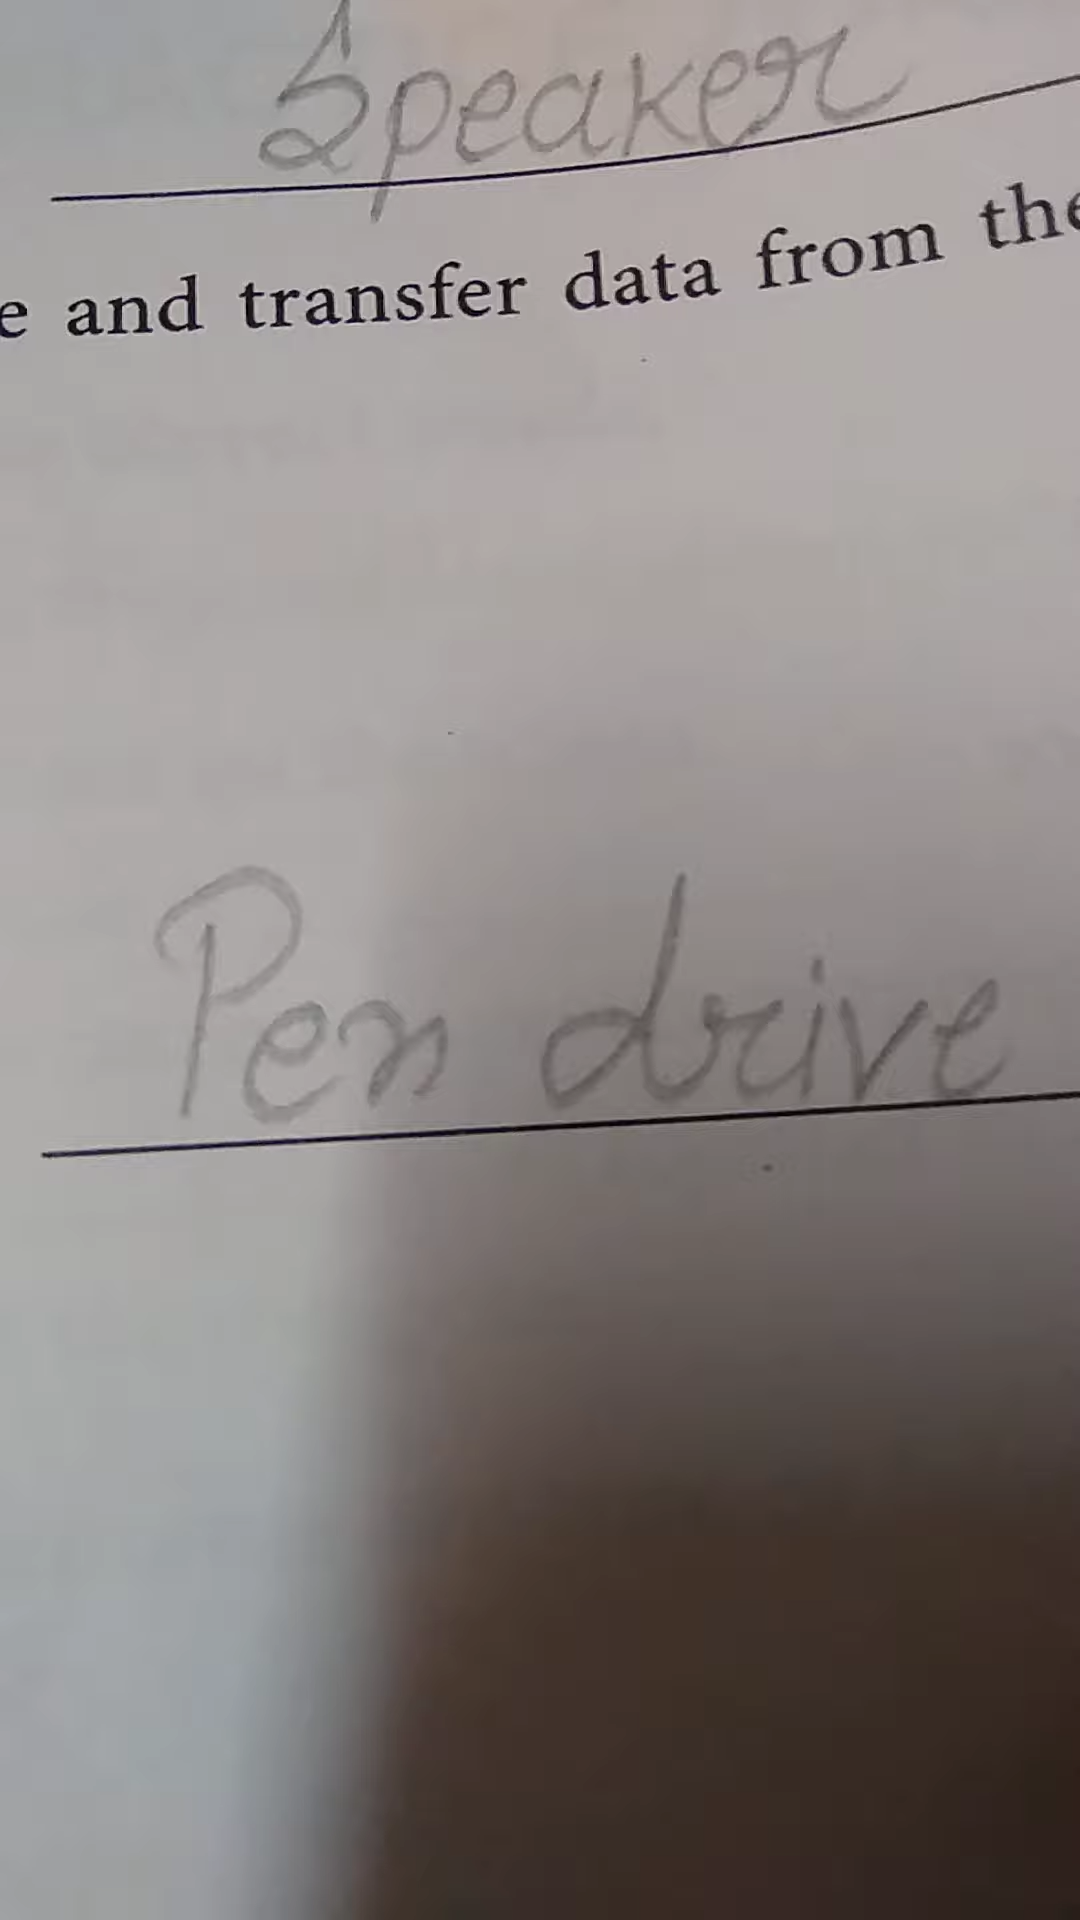 Speaker
e and transfer data from the
Pen drive